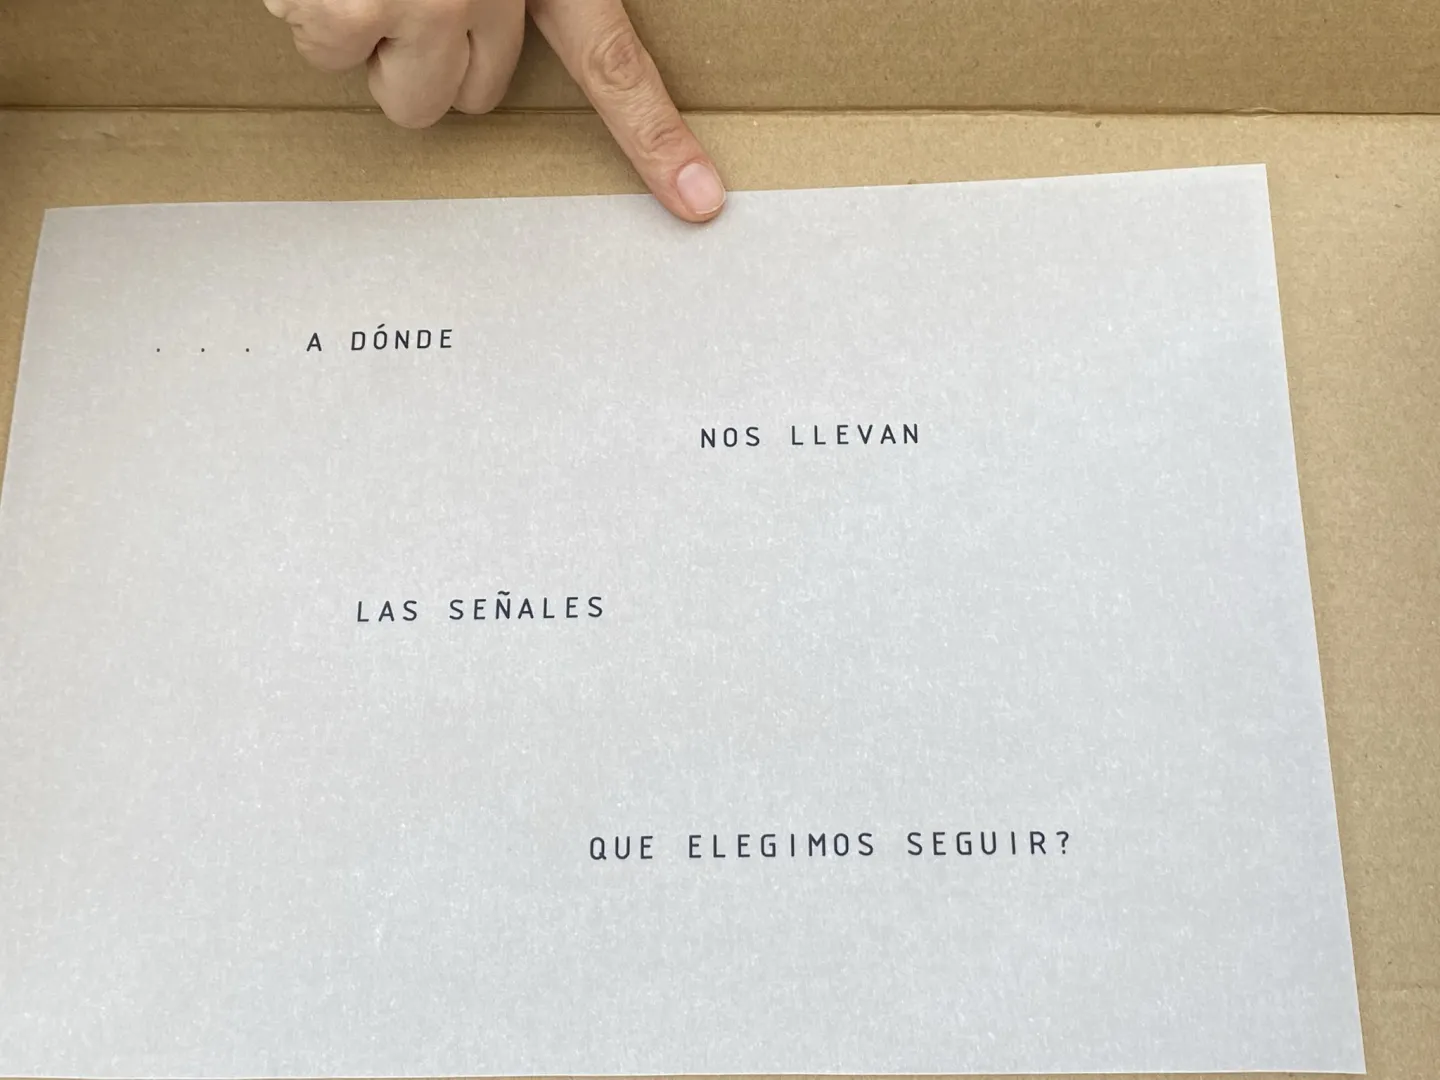 . . . A DÓNDE
NOS LLEVAN
LAS SEÑALES
QUE ELEGIMOS SEGUIR?